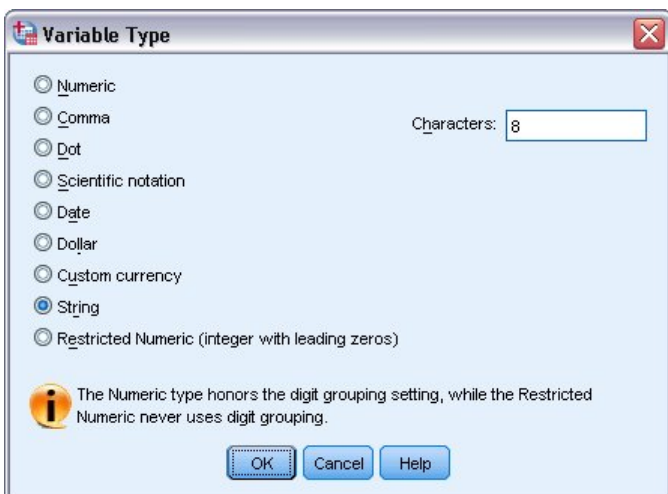 Variable Type
Numeric
Comma
Characters: 8
Dot
Scientific notation
Date
Dollar
Custom currency
String
Restricted Numeric (integer with leading zeros)
The Numeric type honors the digit grouping setting, while the Restricted
Numeric never uses digit grouping.
OK Cancel Help